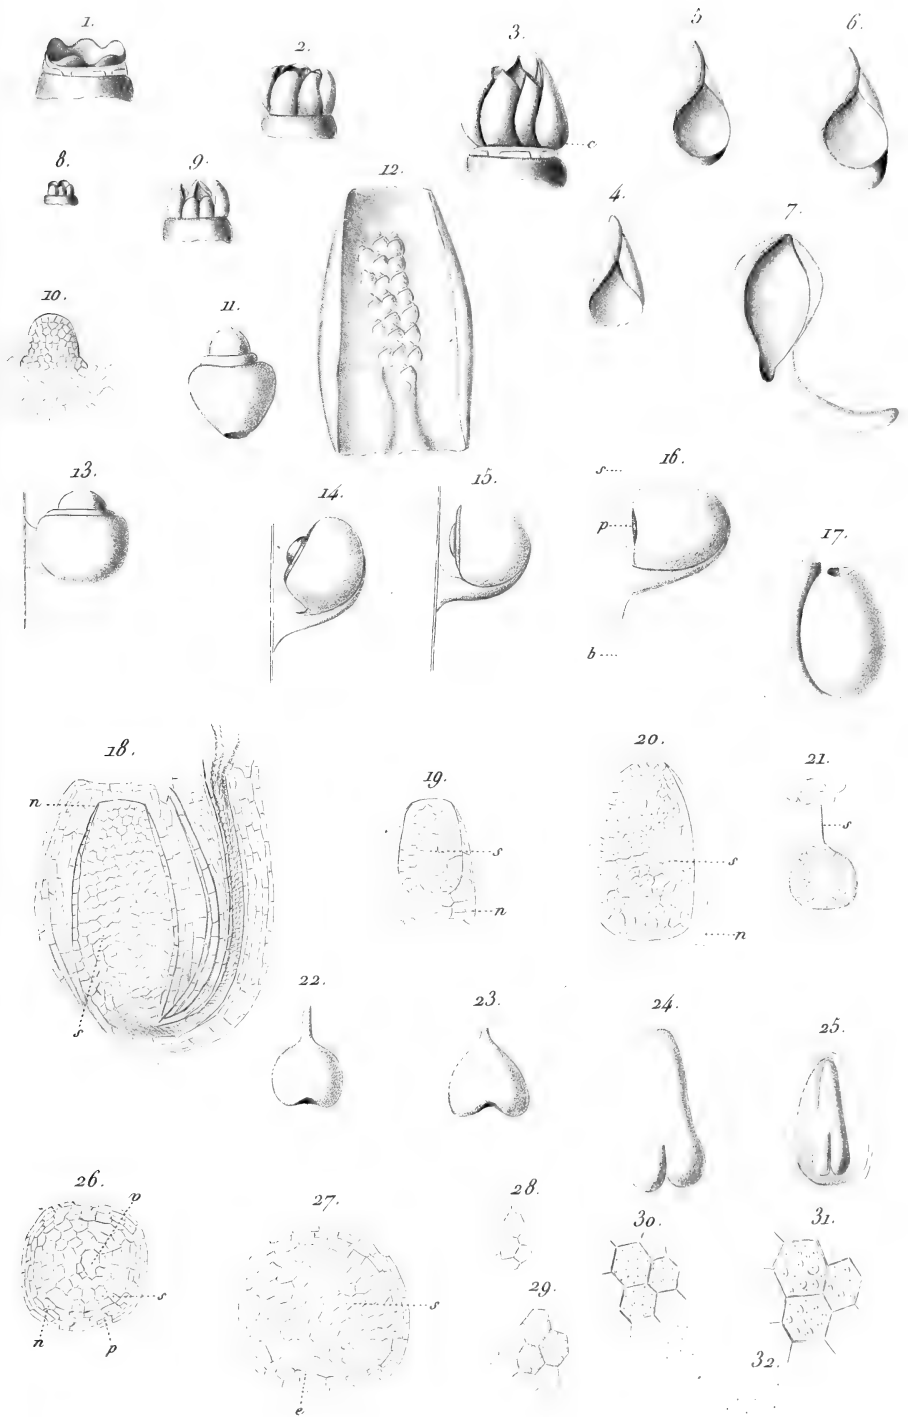 1.
2.
3.
5
6.
c
8.
9.
12.
4.
7.
10.
11.
13.
14.
15.
s
16.
p
17.
b
18.
n
19.
20.
21.
s
s
s
n
n
s
22.
23.
24.
25.
26.
v
27.
28.
30.
31.
s
s
29.
n
p
32.
e